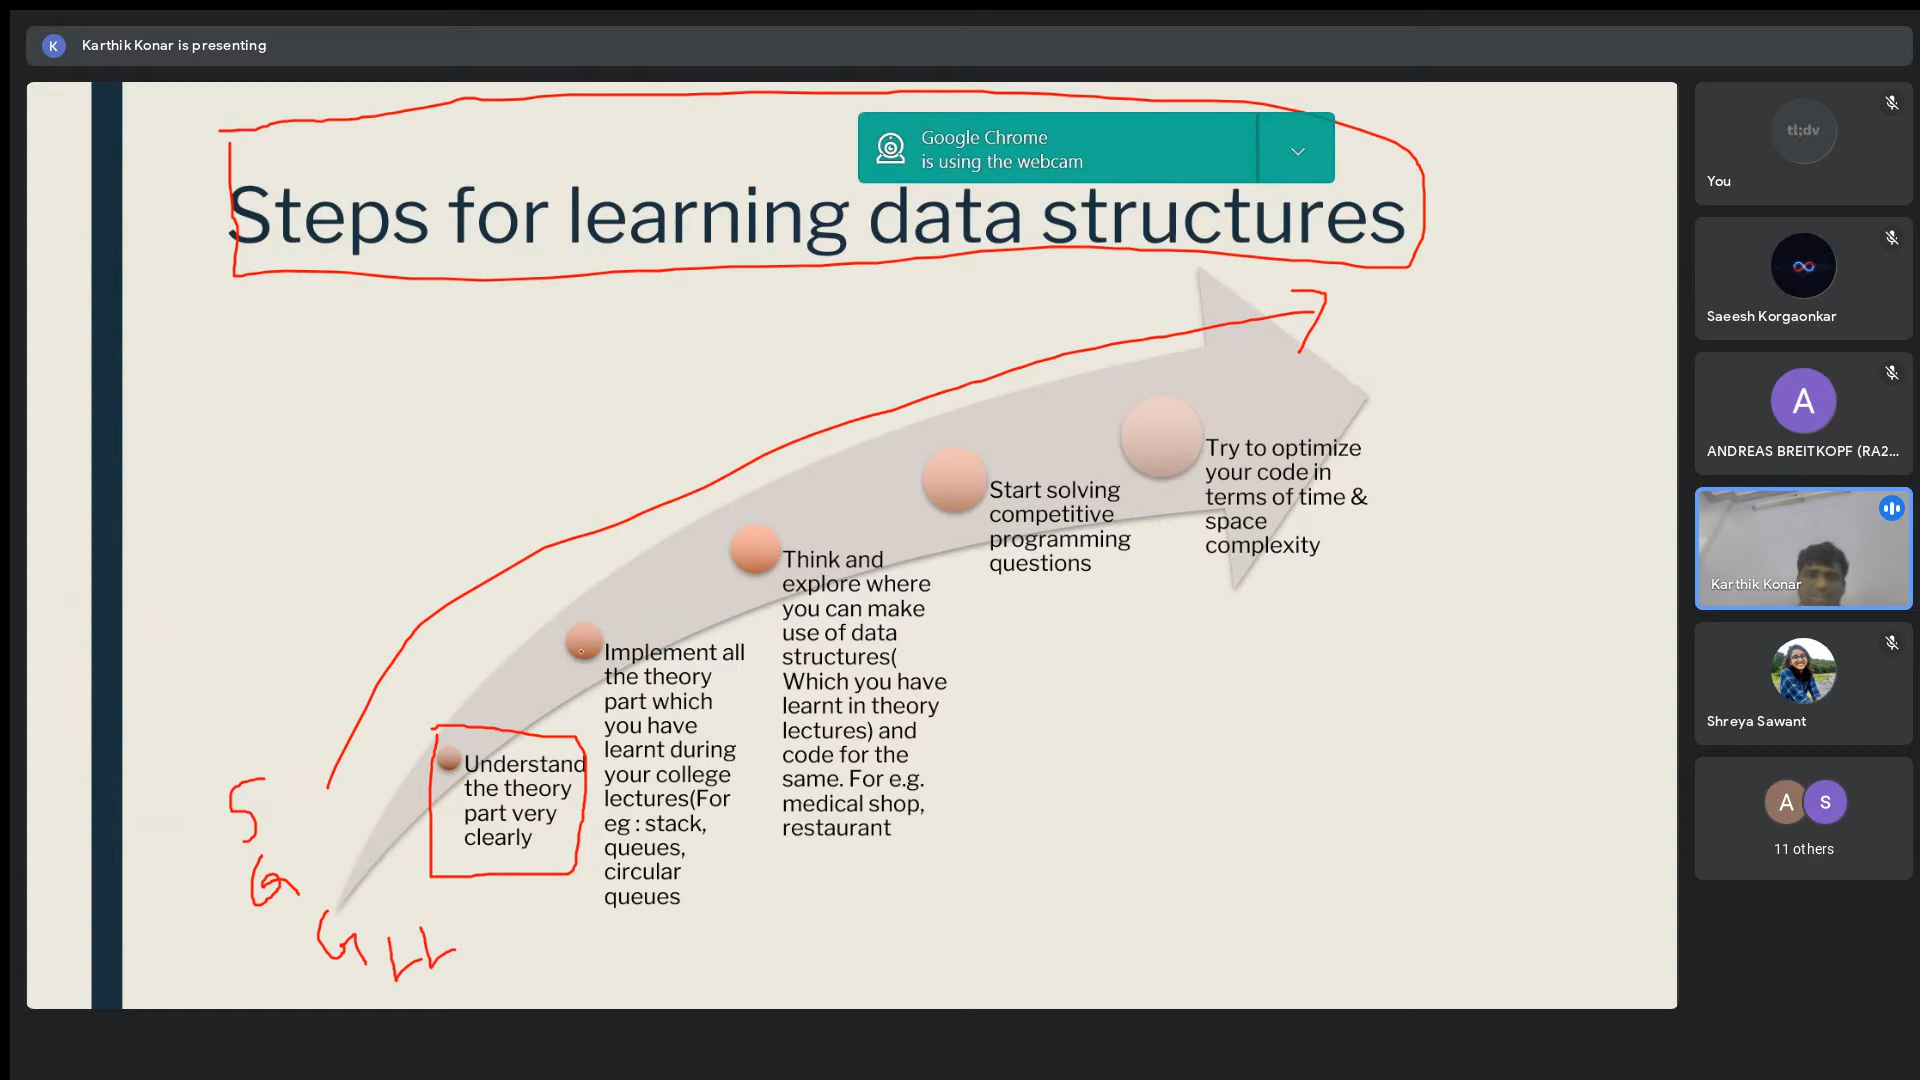 K
Karthik Konar is presenting
Google Chrome
is using the webcam
Steps for learning data structures
Understand
the theory
part very
clearly
Implement all
the theory
part which
you have
learnt during
your college
lectures(For
eg : stack,
queues,
circular
queues
Think and
explore where
you can make
use of data
structures(
Which you have
learnt in theory
lectures) and
code for the
same. For e.g.
medical shop,
restaurant
Start solving
competitive
programming
questions
Try to optimize
your code in
terms of time &
space
complexity
LL
tl;dv
You
Saeesh Korgaonkar
A
ANDREAS BREITKOPF (RA2...
Karthik Konar
Shreya Sawant
A
S
11 others